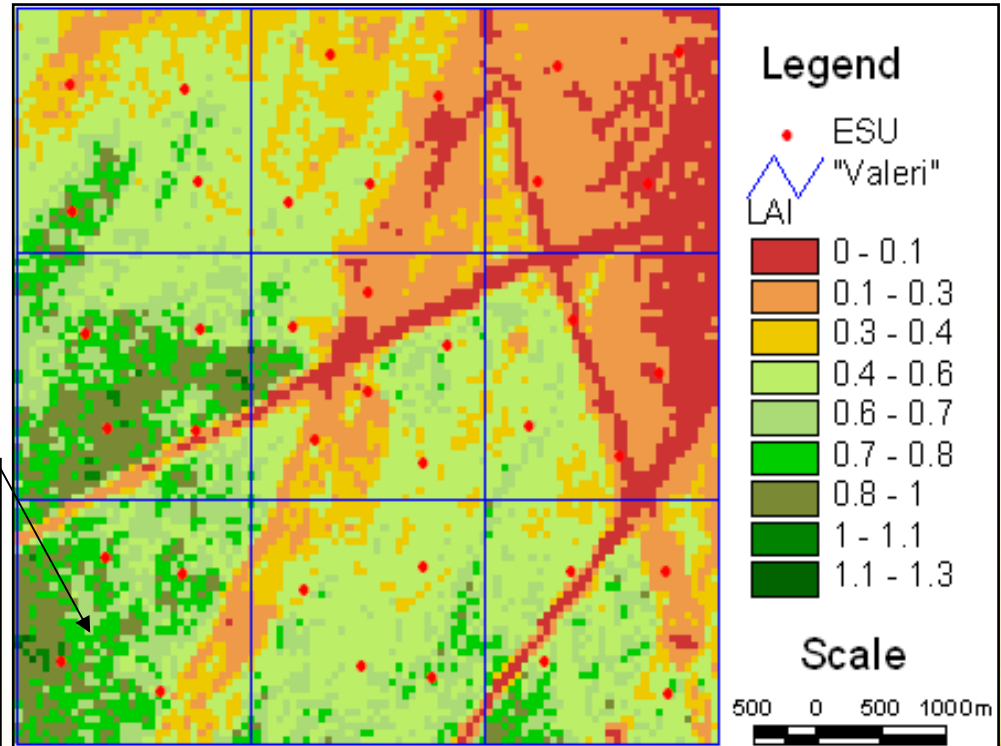 Legend
ESU
"Valeri"
LAI
0 - 0.1
0.1 - 0.3
0.3 - 0.4
0.4 - 0.6
0.6 - 0.7
0.7 - 0.8
0.8 - 1
1 - 1.1
1.1 - 1.3
Scale
500 0 500 1000m